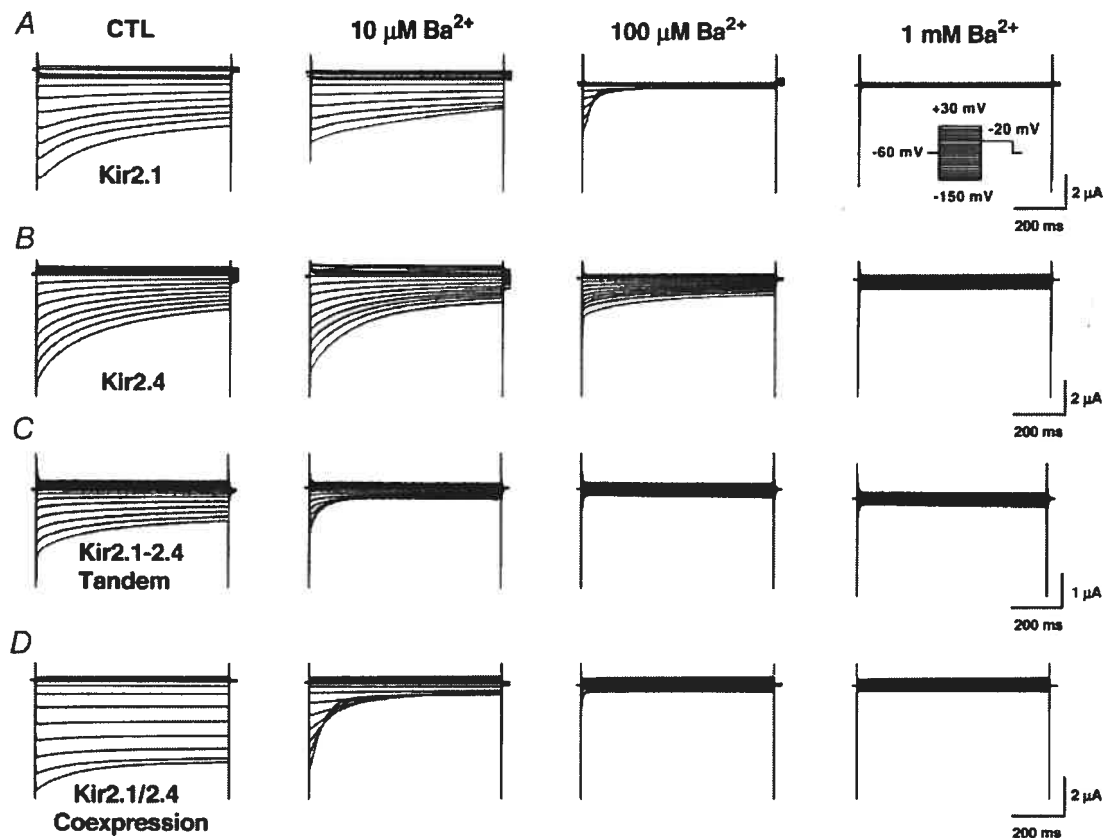 A CTL 10 µM Ba²⁺ 100 µM Ba²⁺ 1 mM Ba²⁺
Kir2.1
+30 mV
-20 mV
-60 mV
-150 mV
2 µA
200 ms
B
Kir2.4
2 µA
200 ms
C
Kir2.1-2.4
Tandem
1 µA
200 ms
D
Kir2.1/2.4
Coexpression
2 µA
200 ms